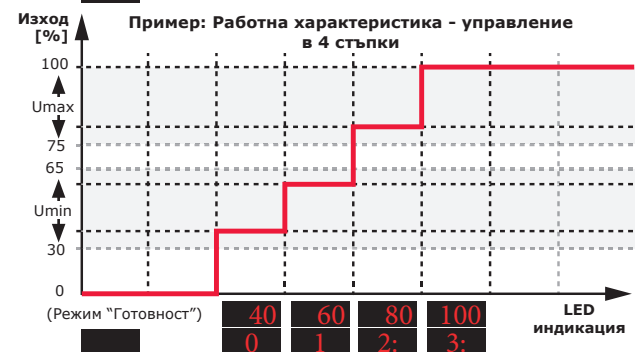 Изход
[%]
Пример: Работна характеристика - управление
в 4 стъпки
100
Umax
75
65
Umin
30
0
(Режим "Готовност") 40 60 80 100
0 1 2: 3:
LED
индикация